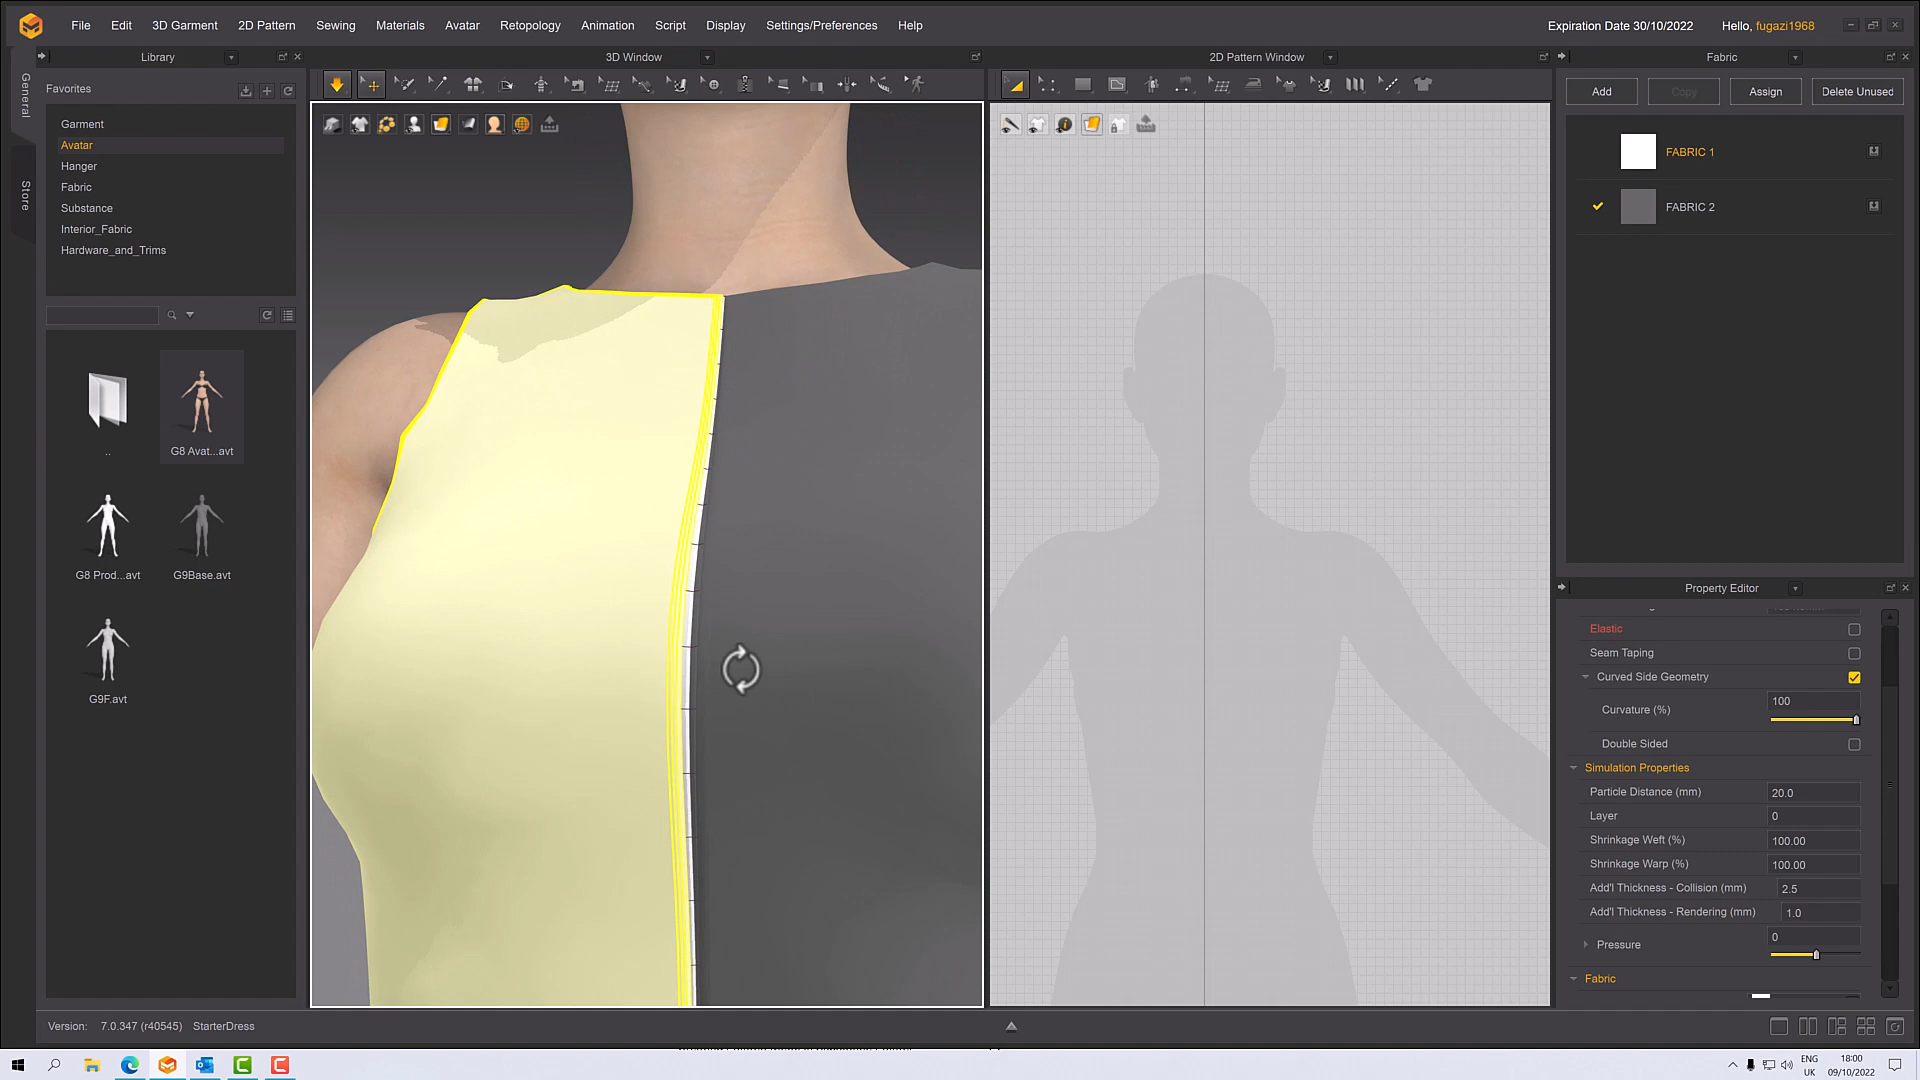 File Edit 3D Garment 2D Pattern Sewing Materials Avatar Retopology Animation Script Display Settings/Preferences Help Expiration Date 30/10/2022 Hello, fugazi1968
Library 3D Window 2D Pattern Window Fabric
General
Store
Favorites
Garment
Avatar
Hanger
Fabric
Substance
Interior_Fabric
Hardware_and_Trims
..
G8 Avat...avt
G8 Prod...avt
G9Base.avt
G9F.avt
Add Copy Assign Delete Unused
FABRIC 1
FABRIC 2
Property Editor
Elastic
Seam Taping
Curved Side Geometry
Curvature (%) 100
Double Sided
Simulation Properties
Particle Distance (mm) 20.0
Layer 0
Shrinkage Weft (%) 100.00
Shrinkage Warp (%) 100.00
Add'l Thickness - Collision (mm) 2.5
Add'l Thickness - Rendering (mm) 1.0
Pressure 0
Fabric
Version: 7.0.347 (r40545) StarterDress
ENG
UK
18:00
09/10/2022